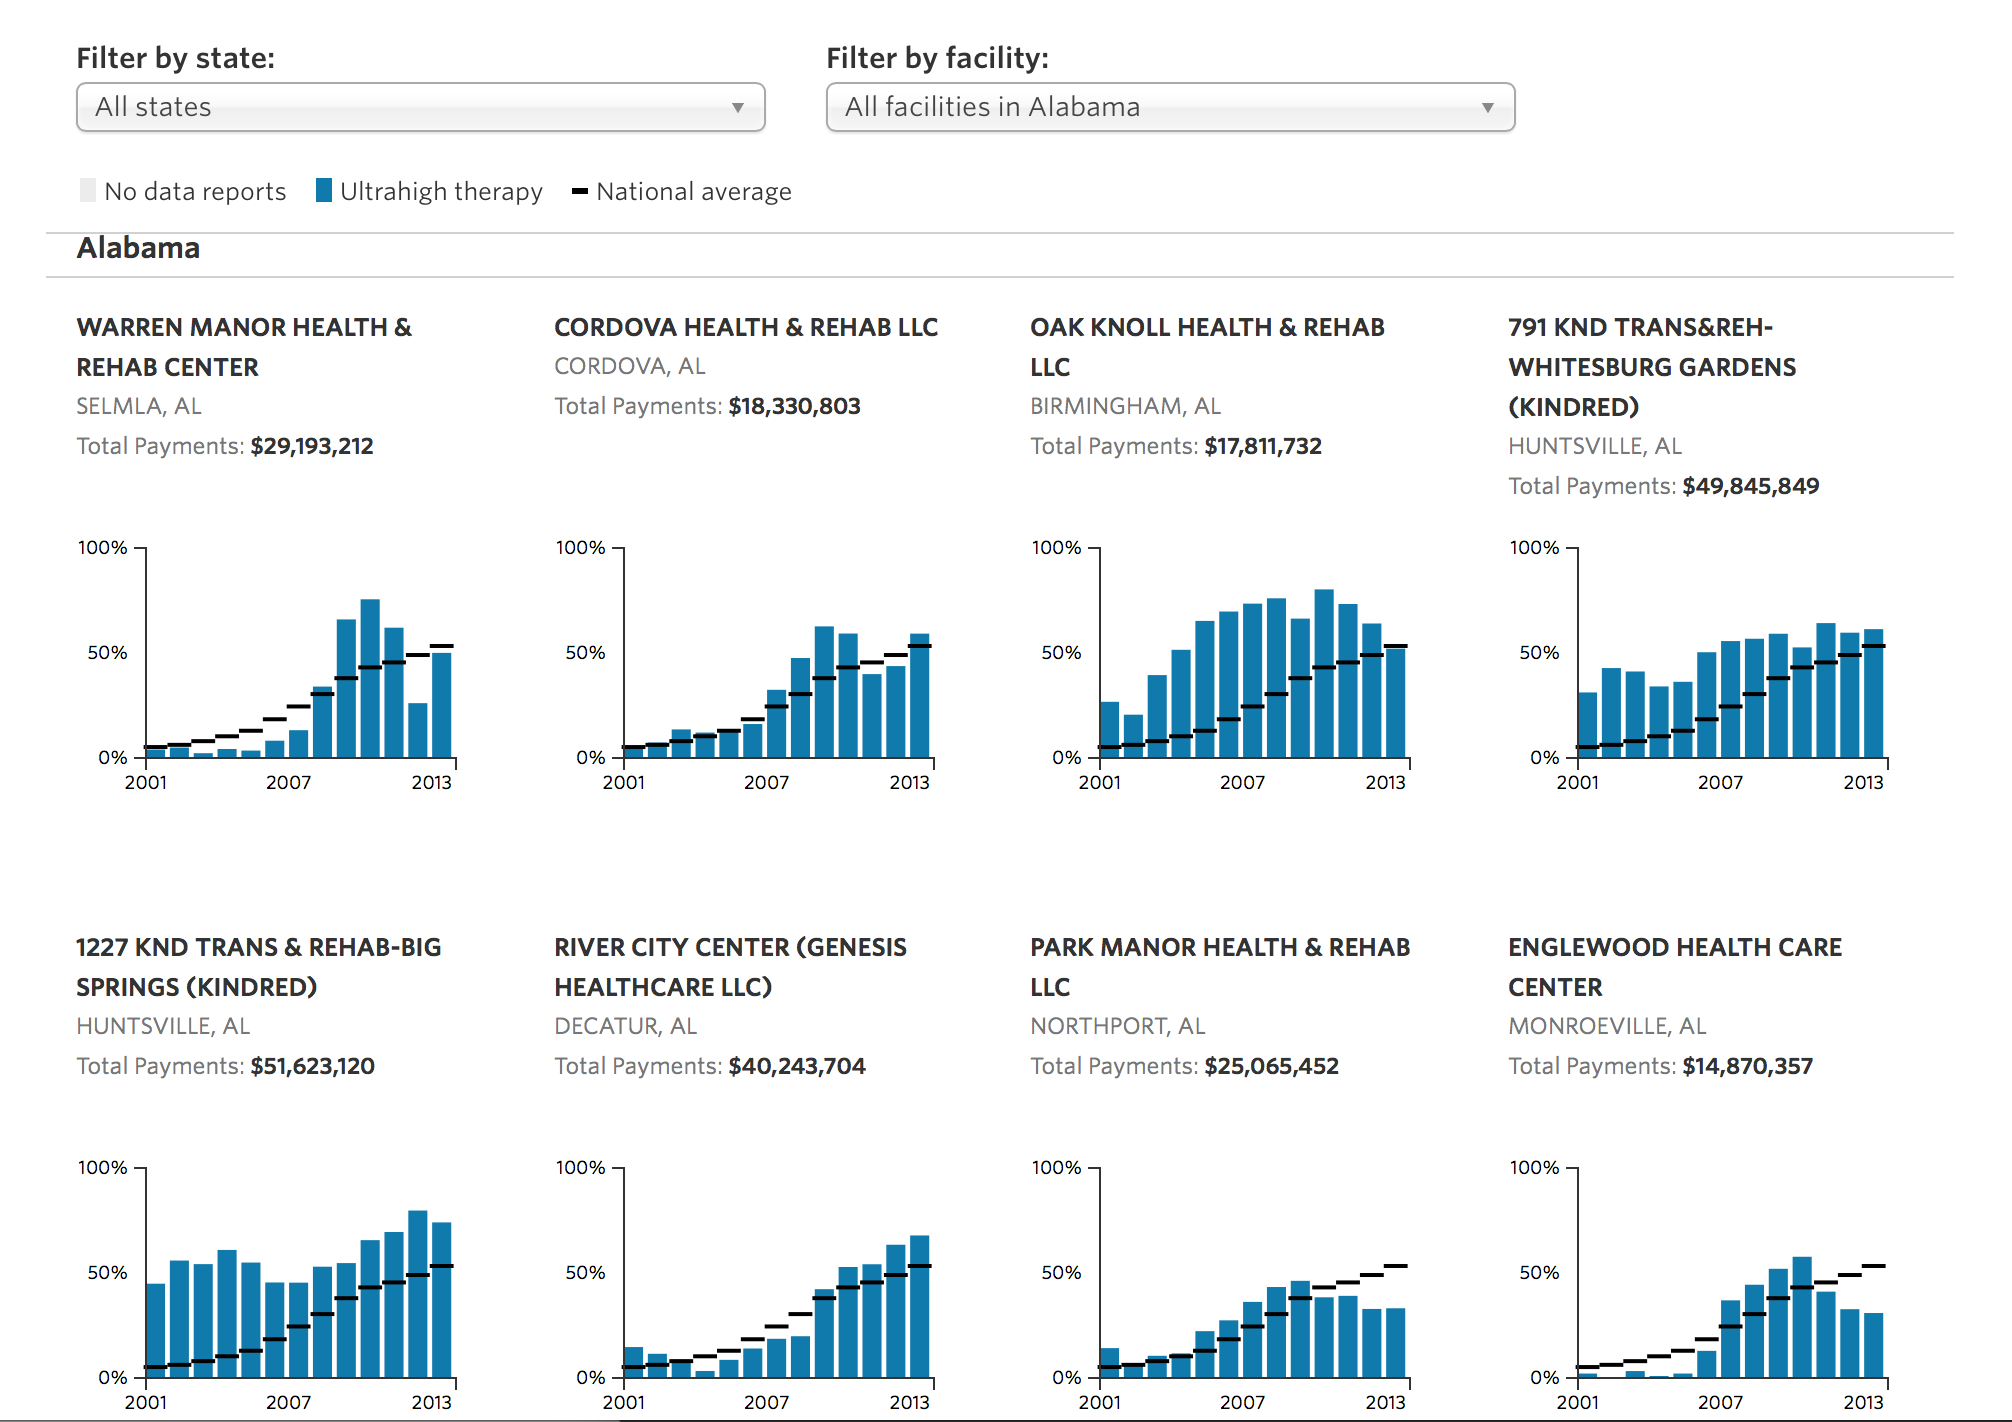 Filter by state:
Filter by facility:
All states
All facilities in Alabama
No data reports
Ultrahigh therapy
National average
Alabama
WARREN MANOR HEALTH &
REHAB CENTER
SELMLA, AL
Total Payments: $29,193,212
100%
50%
0%
2001
2007
2013
CORDOVA HEALTH & REHAB LLC
CORDOVA, AL
Total Payments: $18,330,803
100%
50%
0%
2001
2007
2013
OAK KNOLL HEALTH & REHAB
LLC
BIRMINGHAM, AL
Total Payments: $17,811,732
100%
50%
0%
2001
2007
2013
791 KND TRANS&REH-
WHITESBURG GARDENS
(KINDRED)
HUNTSVILLE, AL
Total Payments: $49,845,849
100%
50%
0%
2001
2007
2013
1227 KND TRANS & REHAB-BIG
SPRINGS (KINDRED)
HUNTSVILLE, AL
Total Payments: $51,623,120
100%
50%
0%
2001
2007
2013
RIVER CITY CENTER (GENESIS
HEALTHCARE LLC)
DECATUR, AL
Total Payments: $40,243,704
100%
50%
0%
2001
2007
2013
PARK MANOR HEALTH & REHAB
LLC
NORTHPORT, AL
Total Payments: $25,065,452
100%
50%
0%
2001
2007
2013
ENGLEWOOD HEALTH CARE
CENTER
MONROEVILLE, AL
Total Payments: $14,870,357
100%
50%
0%
2001
2007
2013